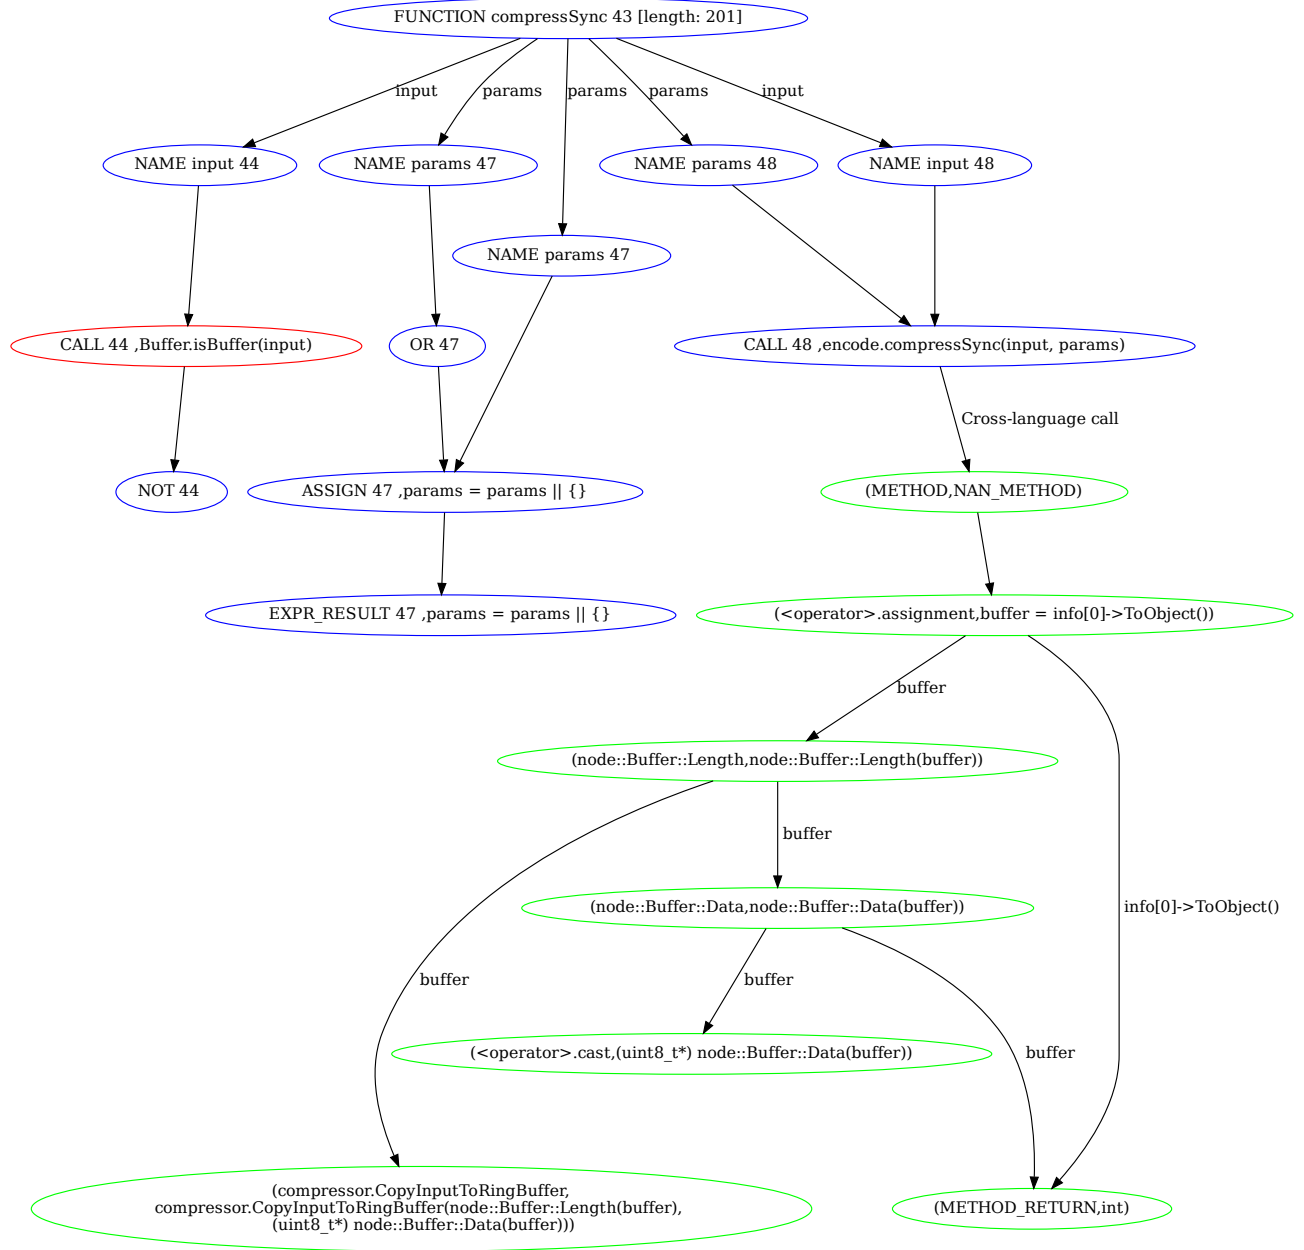 FUNCTION compressSync 43 [length: 201]
input
params
params
params
input
NAME input 44
NAME params 47
NAME params 48
NAME input 48
NAME params 47
CALL 44 ,Buffer.isBuffer(input)
OR 47
CALL 48 ,encode.compressSync(input, params)
Cross-language call
NOT 44
ASSIGN 47 ,params = params || {}
(METHOD,NAN_METHOD)
EXPR_RESULT 47 ,params = params || {}
(<operator>.assignment,buffer = info[0]->ToObject())
buffer
(node::Buffer::Length,node::Buffer::Length(buffer))
buffer
(node::Buffer::Data,node::Buffer::Data(buffer))
info[0]->ToObject()
buffer
buffer
(<operator>.cast,(uint8_t*) node::Buffer::Data(buffer))
buffer
(compressor.CopyInputToRingBuffer,
compressor.CopyInputToRingBuffer(node::Buffer::Length(buffer),
(uint8_t*) node::Buffer::Data(buffer)))
(METHOD_RETURN,int)